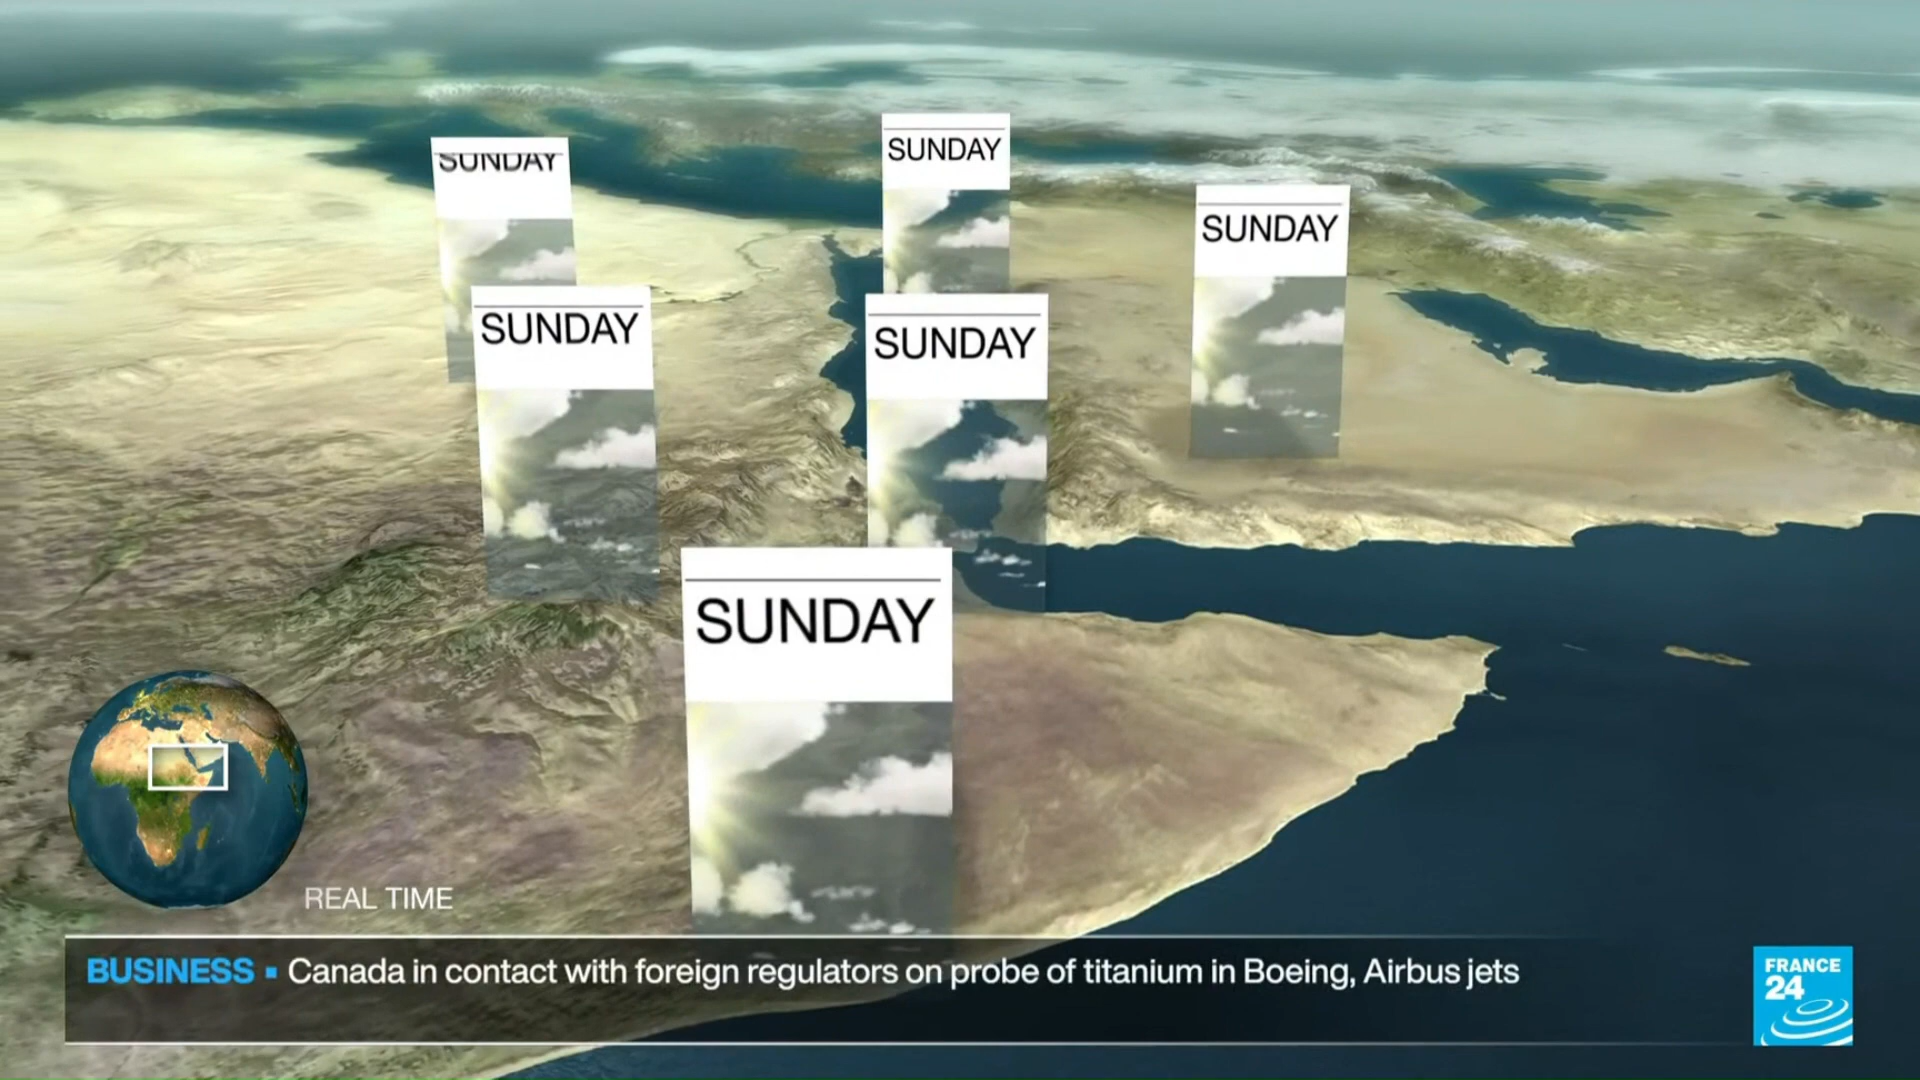 SUNDAY
SUNDAY
SUNDAY
SUNDAY
SUNDAY
SUNDAY
REAL TIME
BUSINESS ▪ Canada in contact with foreign regulators on probe of titanium in Boeing, Airbus jets
FRANCE
24